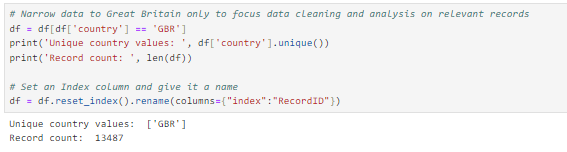 # Narrow data to Great Britain only to focus data cleaning and analysis on relevant records
df = df[df['country'] == 'GBR']
print('Unique country values: ', df['country'].unique())
print('Record count: ', len(df))
# Set an Index column and give it a name
df = df.reset_index().rename(columns={"index":"RecordID"})
Unique country values:  ['GBR']
Record count:  13487